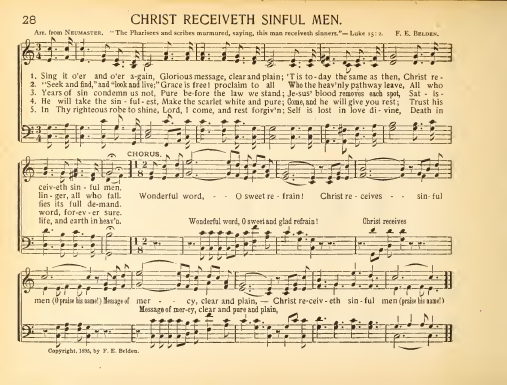 28 CHRIST RECEIVETH SINFUL MEN.
Arr. from NEUMASTER. "The Pharisees and scribes murmured, saying, this man receiveth sinners."—Luke 15: 2. F. E. BELDEN.
1. Sing it o'er and o'er a-gain, Glorious message, clear and plain; 'Tis to-day the same as then, Christ re-
2. "Seek and find," and "look and live;" Grace is free! proclaim to all Who the heav'nly pathway leave, All who
3. Years of sin condemn us not, Pure be-fore the law we stand; Je-sus' blood removes each spot, Sat-is-
4. He will take the sin-ful-est, Make the scarlet white and pure; Come, and he will give you rest; Trust his
5. In Thy righteous robe to shine, Lord, I come, and rest forgiv'n; Self is lost in love di-vine, Death in
CHORUS.
ceiv-eth sin-ful men.
lin-ger, all who fall. Wonderful word, - - O sweet re-frain! Christ re-ceives - - sin-ful
fies its full de-mand.
word, for-ev-er sure.
life, and earth in heav'n. Wonderful word, O sweet and glad refrain! Christ receives
men (O praise his name!) Message of mer - - cy, clear and plain,— Christ re-ceiv-eth sin-ful men (praise his name!)
Message of mer-cy, clear and pure and plain,
Copyright, 1895, by F. E. Belden.